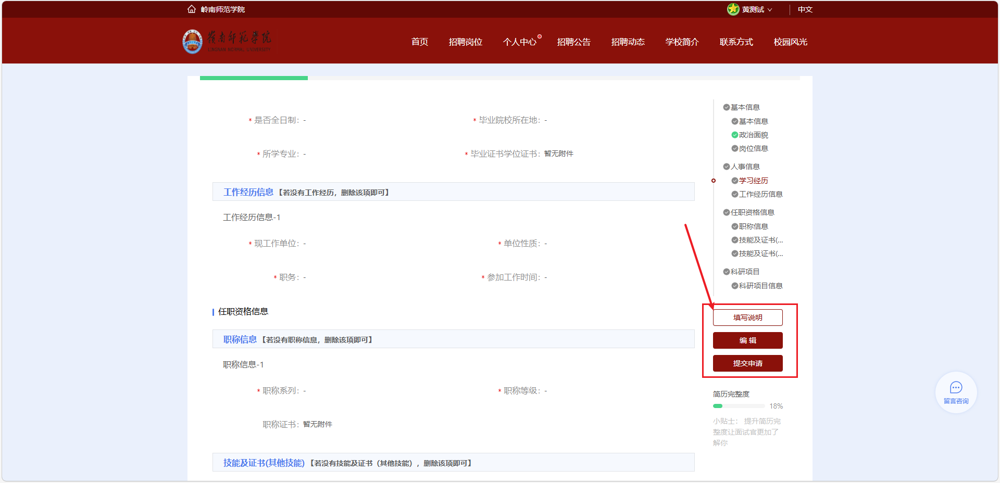 岭南师范学院
黄测试
中文
嶺南師範學院
LINGNAN NORMAL UNIVERSITY
首页 招聘岗位 个人中心 招聘公告 招聘动态 学校简介 联系方式 校园风光
* 是否全日制： -
* 毕业院校所在地： -
* 所学专业： -
* 毕业证书学位证书： 暂无附件
工作经历信息 【若没有工作经历，删除该项即可】
工作经历信息-1
* 现工作单位： -
* 单位性质： -
* 职务： -
* 参加工作时间： -
任职资格信息
职称信息 【若没有职称信息，删除该项即可】
职称信息-1
* 职称系列： -
* 职称等级： -
职称证书： 暂无附件
技能及证书(其他技能) 【若没有技能及证书（其他技能），删除该项即可】
基本信息
基本信息
政治面貌
岗位信息
人事信息
学习经历
工作经历信息
任职资格信息
职称信息
技能及证书(...
技能及证书(...
科研项目
科研项目信息
填写说明
编 辑
提交申请
简历完整度
18%
小贴士： 提升简历完
整度让面试官更加了
解你
留言咨询